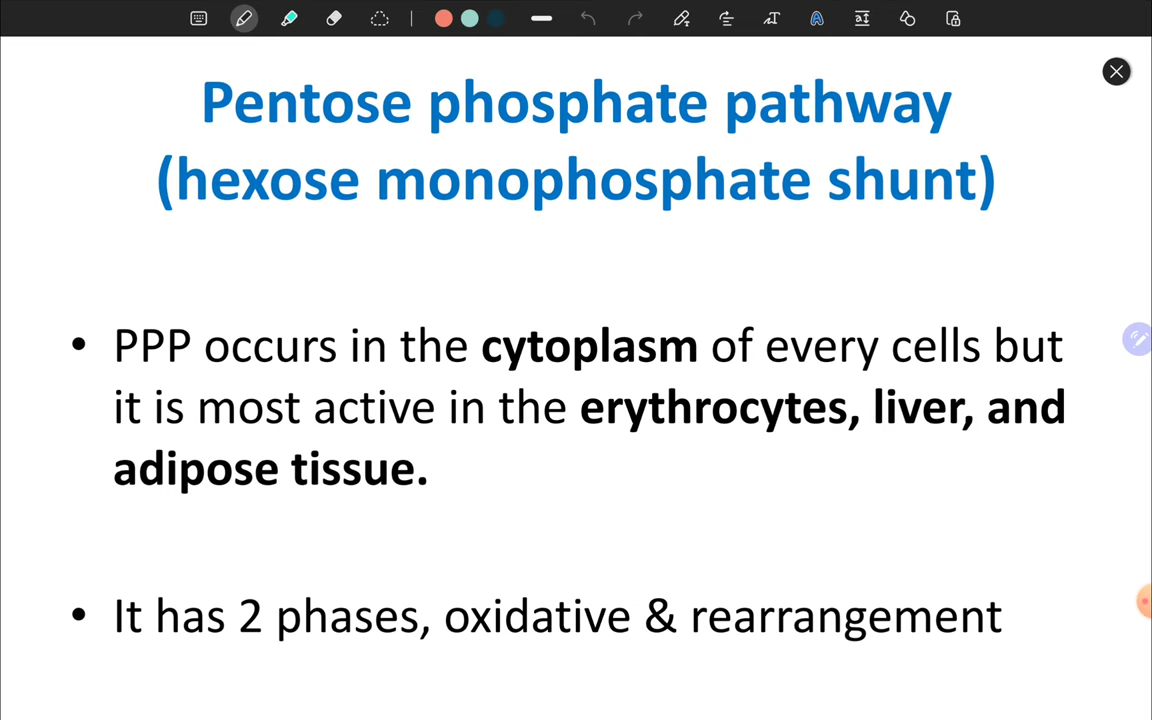 Pentose phosphate pathway
(hexose monophosphate shunt)
• PPP occurs in the cytoplasm of every cells but
it is most active in the erythrocytes, liver, and
adipose tissue.
• It has 2 phases, oxidative & rearrangement